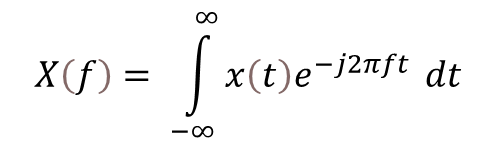 X(f) = ∫_{-∞}^{∞} x(t)e^{-j2πft} dt